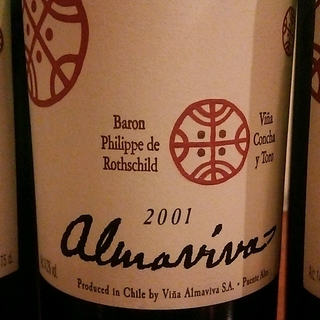 Baron
Philippe de
Rothschild
Viña
Concha
y Toro
2001
Almaviva
Produced in Chile by Viña Almaviva S.A. • Puente Alto